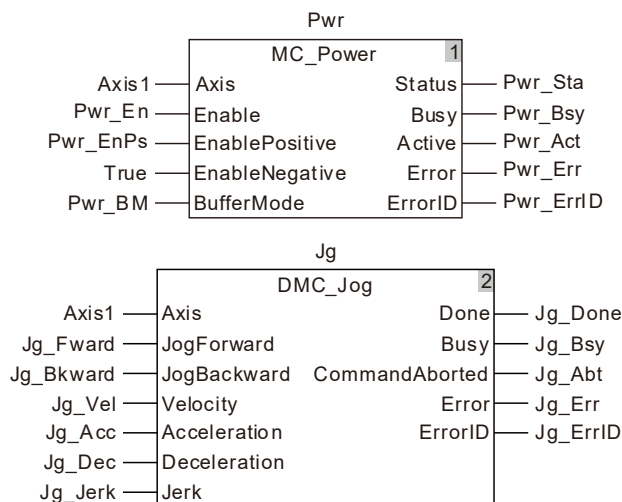 Pwr
MC_Power 1
Axis1 Axis Status Pwr_Sta
Pwr_En Enable Busy Pwr_Bsy
Pwr_EnPs EnablePositive Active Pwr_Act
True EnableNegative Error Pwr_Err
Pwr_BM BufferMode ErrorID Pwr_ErrID
Jg
DMC_Jog 2
Axis1 Axis Done Jg_Done
Jg_Fward JogForward Busy Jg_Bsy
Jg_Bkward JogBackward CommandAborted Jg_Abt
Jg_Vel Velocity Error Jg_Err
Jg_Acc Acceleration ErrorID Jg_ErrID
Jg_Dec Deceleration
Jg_Jerk Jerk